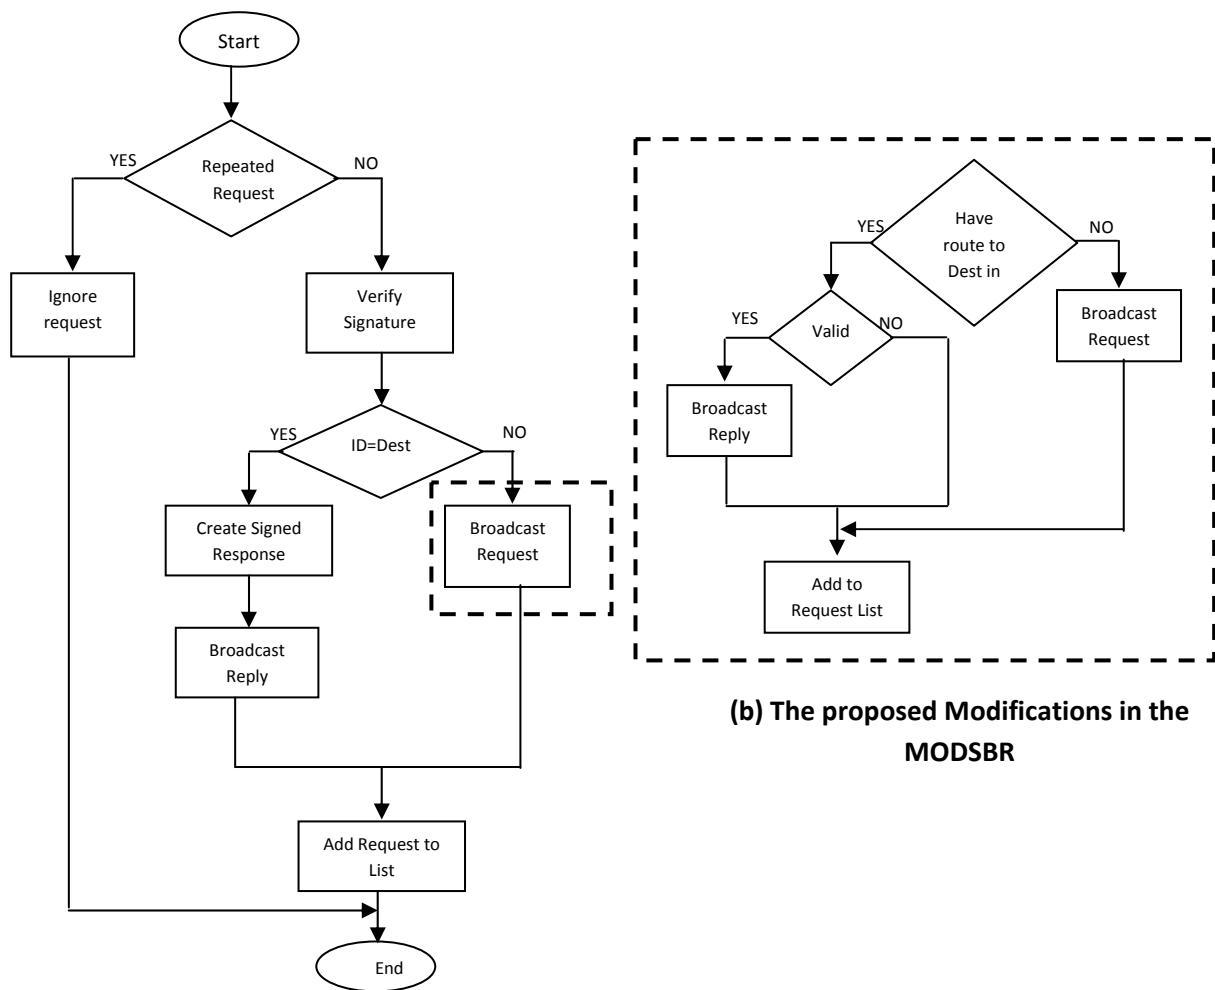 Start
YES
NO
Repeated
Request
Ignore
request
Verify
Signature
YES
NO
ID=Dest
Create Signed
Response
Broadcast
Request
Broadcast
Reply
Add Request to
List
End
YES
NO
Have
route to
Dest in
YES
NO
Valid
Broadcast
Request
Broadcast
Reply
Add to
Request List
(b) The proposed Modifications in the
MODSBR